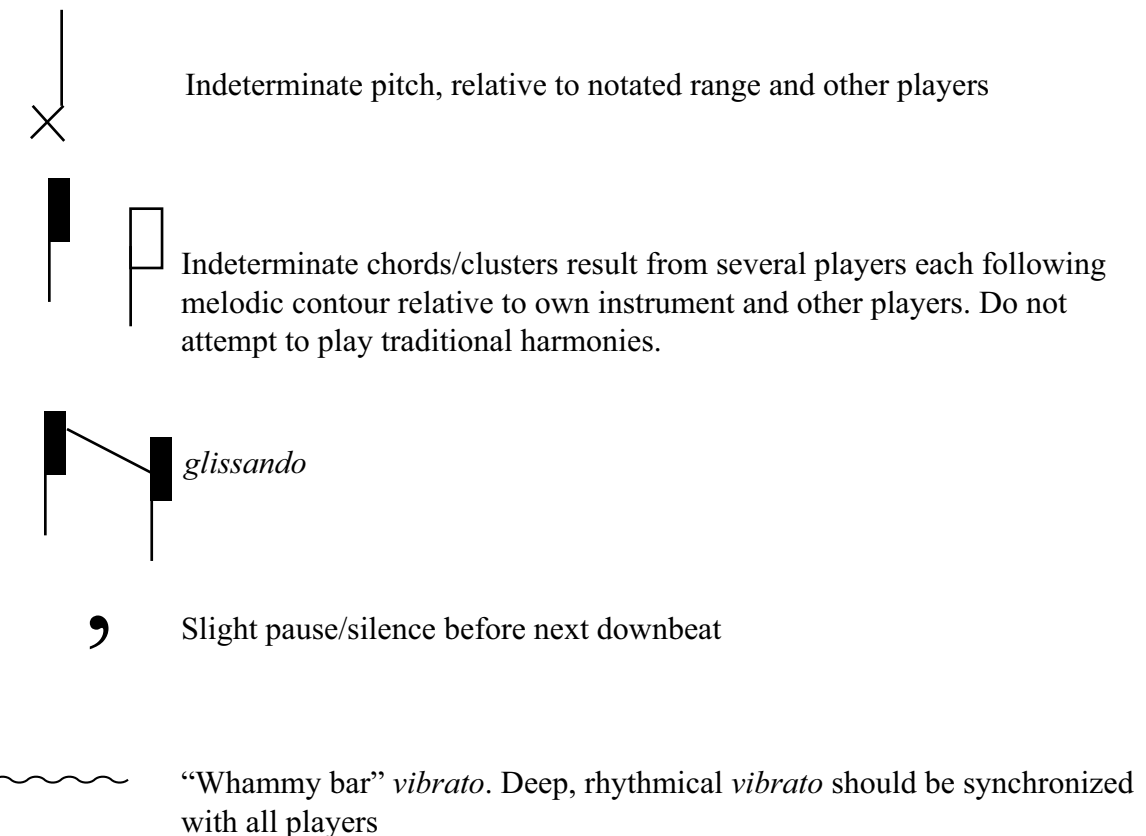 Indeterminate pitch, relative to notated range and other players
Indeterminate chords/clusters result from several players each following
melodic contour relative to own instrument and other players. Do not
attempt to play traditional harmonies.
glissando
Slight pause/silence before next downbeat
“Whammy bar” vibrato. Deep, rhythmical vibrato should be synchronized
with all players